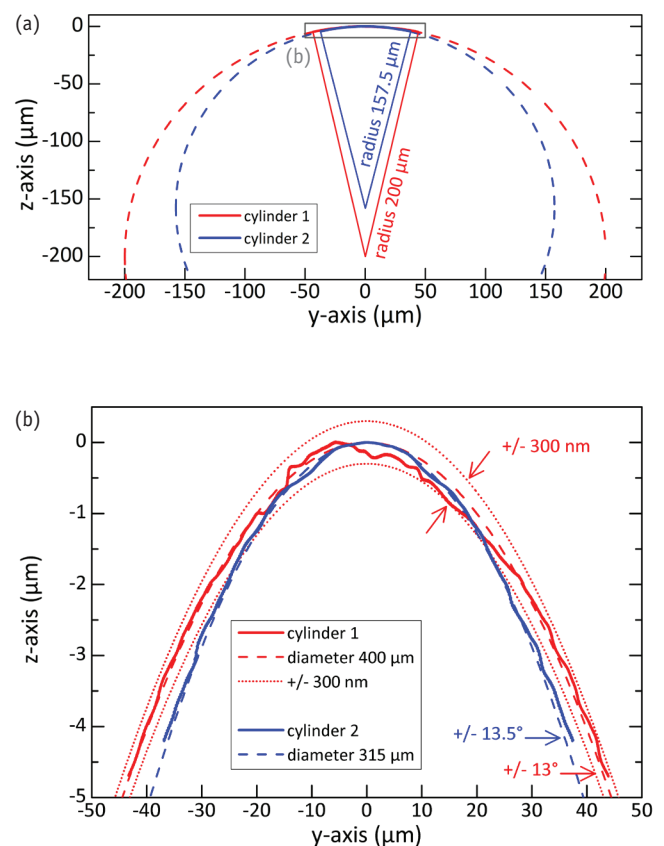 (a)
0
-50
-100
-150
-200
z-axis (μm)
(b)
radius 157.5 μm
radius 200 μm
cylinder 1
cylinder 2
-200 -150 -100 -50 0 50 100 150 200
y-axis (μm)
(b)
0
-1
-2
-3
-4
-5
z-axis (μm)
+/- 300 nm
cylinder 1
diameter 400 μm
+/- 300 nm
cylinder 2
diameter 315 μm
+/- 13.5°
+/- 13°
-50 -40 -30 -20 -10 0 10 20 30 40 50
y-axis (μm)